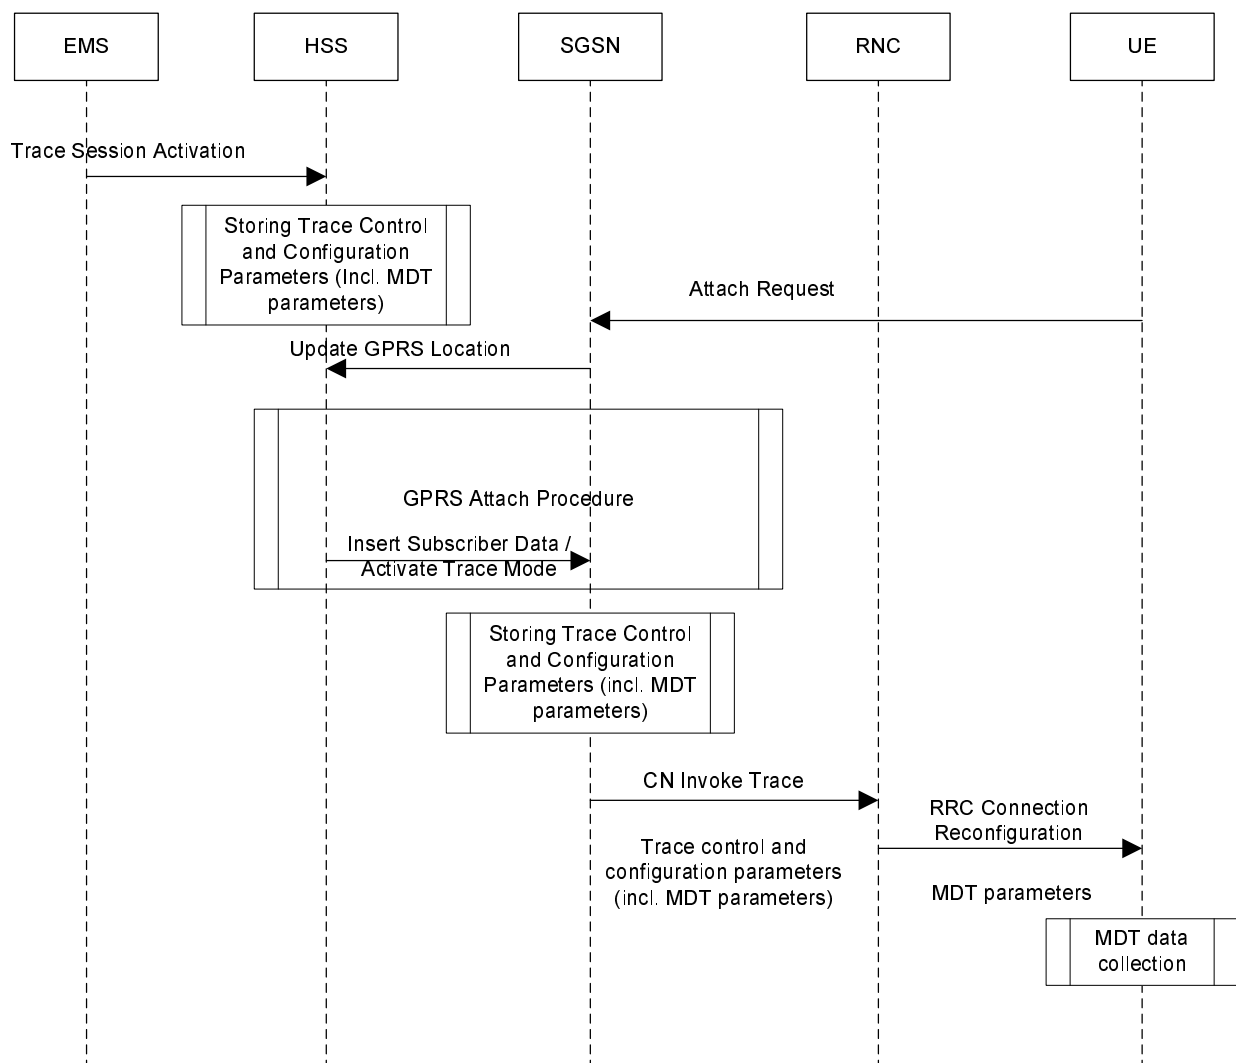 EMS
HSS
SGSN
RNC
UE
Trace Session Activation
Storing Trace Control
and Configuration
Parameters (Incl. MDT
parameters)
Attach Request
Update GPRS Location
GPRS Attach Procedure
Insert Subscriber Data /
Activate Trace Mode
Storing Trace Control
and Configuration
Parameters (incl. MDT
parameters)
CN Invoke Trace
Trace control and
configuration parameters
(incl. MDT parameters)
RRC Connection
Reconfiguration
MDT parameters
MDT data
collection